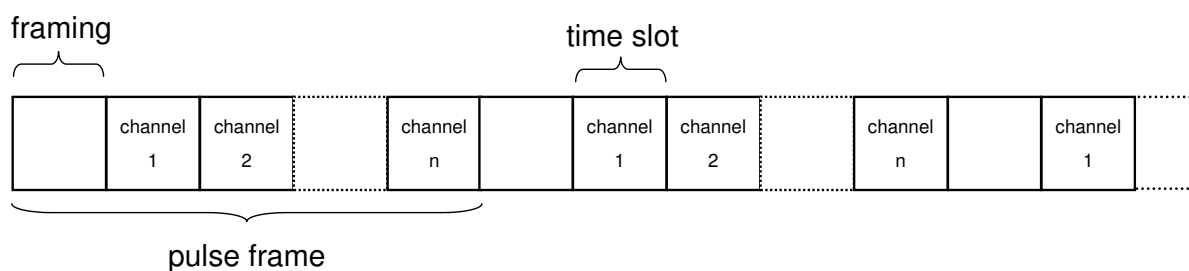 framing
time slot
channel channel channel channel channel channel channel
1 2 n 1 2 n 1
pulse frame